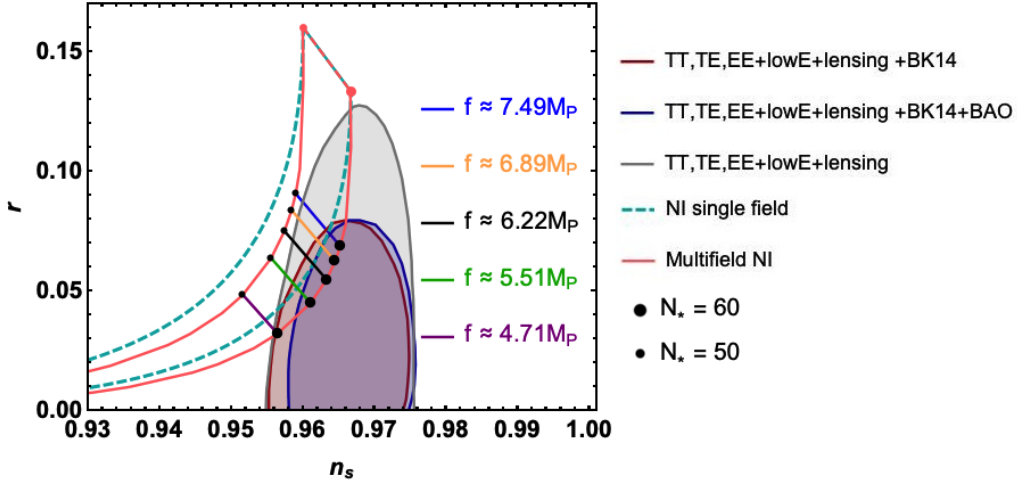 0.15
0.10
0.05
0.00
r
0.93 0.94 0.95 0.96 0.97 0.98 0.99 1.00
n_s
f ≈ 7.49M_P
f ≈ 6.89M_P
f ≈ 6.22M_P
f ≈ 5.51M_P
f ≈ 4.71M_P
TT,TE,EE+lowE+lensing +BK14
TT,TE,EE+lowE+lensing +BK14+BAO
TT,TE,EE+lowE+lensing
NI single field
Multifield NI
N_* = 60
N_* = 50